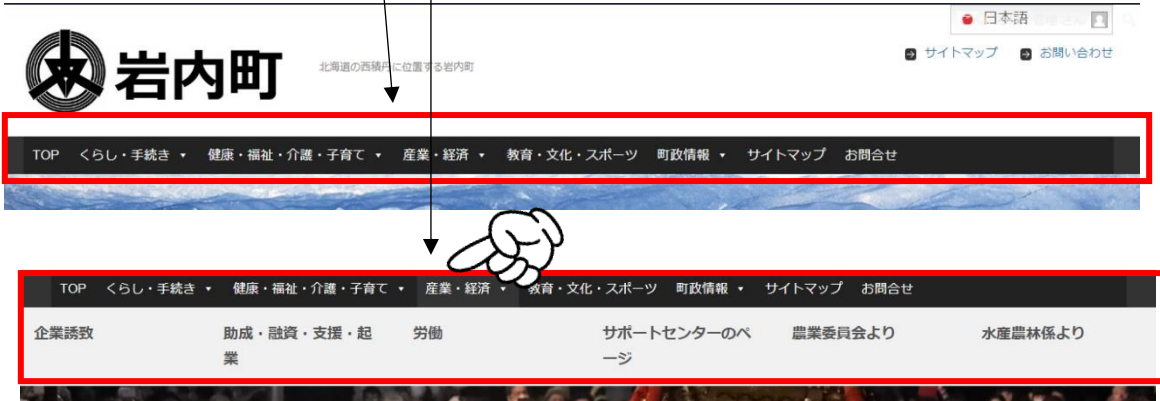 日本語
サイトマップ お問い合わせ
岩内町 北海道の西積丹に位置する岩内町
TOP くらし・手続き ▾ 健康・福祉・介護・子育て ▾ 産業・経済 ▾ 教育・文化・スポーツ 町政情報 ▾ サイトマップ お問合せ
TOP くらし・手続き ▾ 健康・福祉・介護・子育て ▾ 産業・経済 ▾ 教育・文化・スポーツ 町政情報 ▾ サイトマップ お問合せ
企業誘致 助成・融資・支援・起 労働 サポートセンターのペ 農業委員会より 水産農林係より
業 ージ